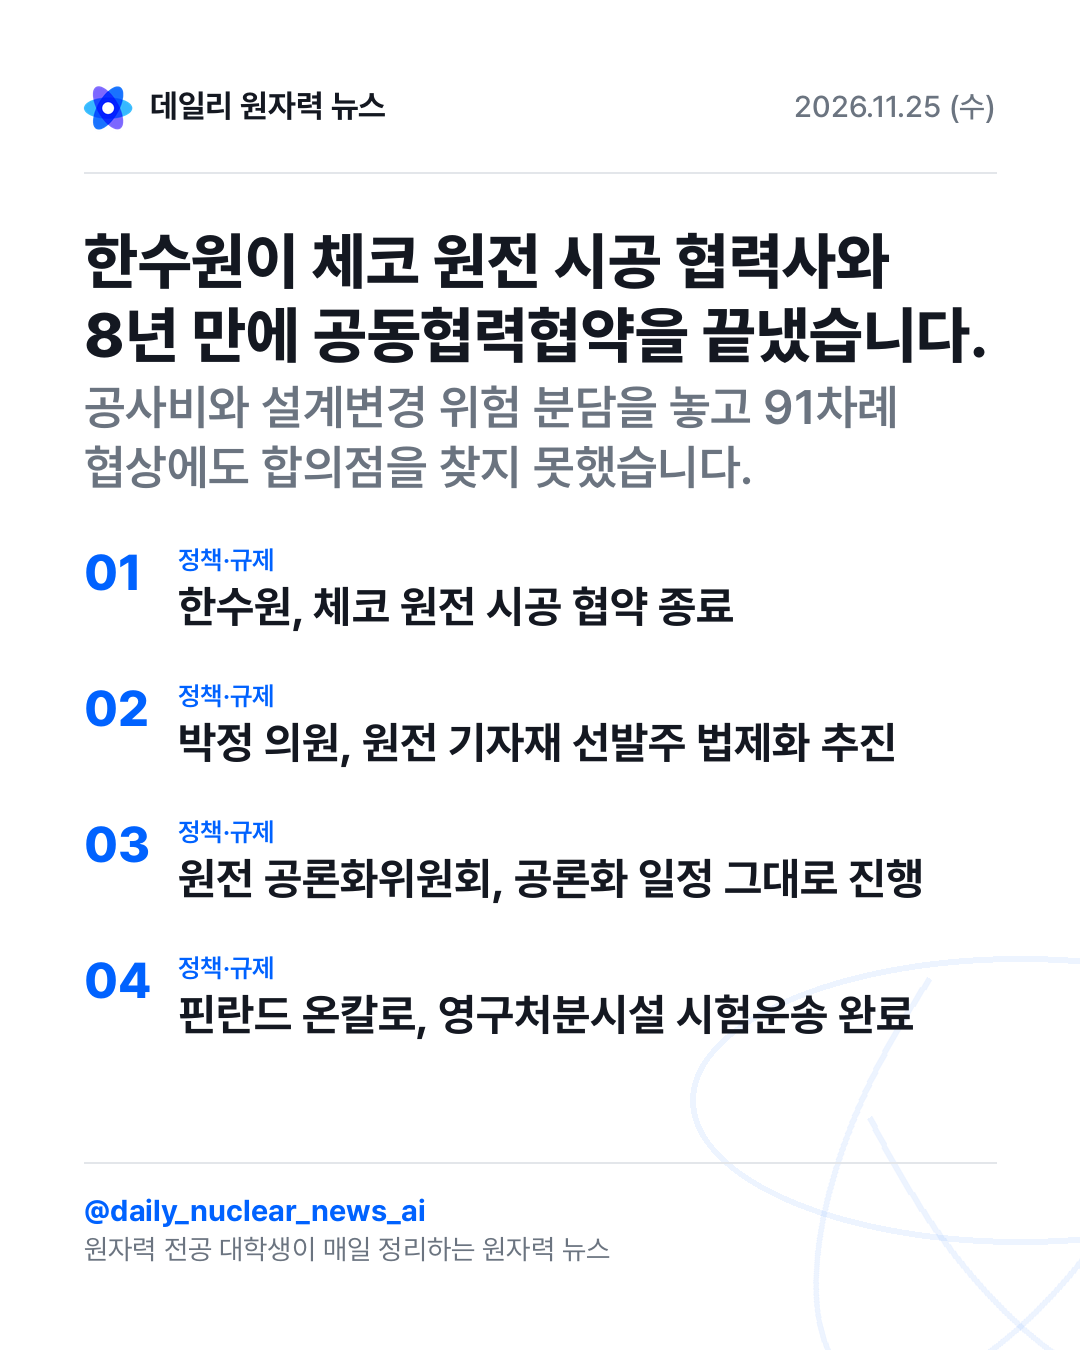 데일리 원자력 뉴스
2026.11.25 (수)
한수원이 체코 원전 시공 협력사와
8년 만에 공동협력협약을 끝냈습니다.
공사비와 설계변경 위험 분담을 놓고 91차례
협상에도 합의점을 찾지 못했습니다.
01
정책·규제
한수원, 체코 원전 시공 협약 종료
02
정책·규제
박정 의원, 원전 기자재 선발주 법제화 추진
03
정책·규제
원전 공론화위원회, 공론화 일정 그대로 진행
04
정책·규제
핀란드 온칼로, 영구처분시설 시험운송 완료
@daily_nuclear_news_ai
원자력 전공 대학생이 매일 정리하는 원자력 뉴스